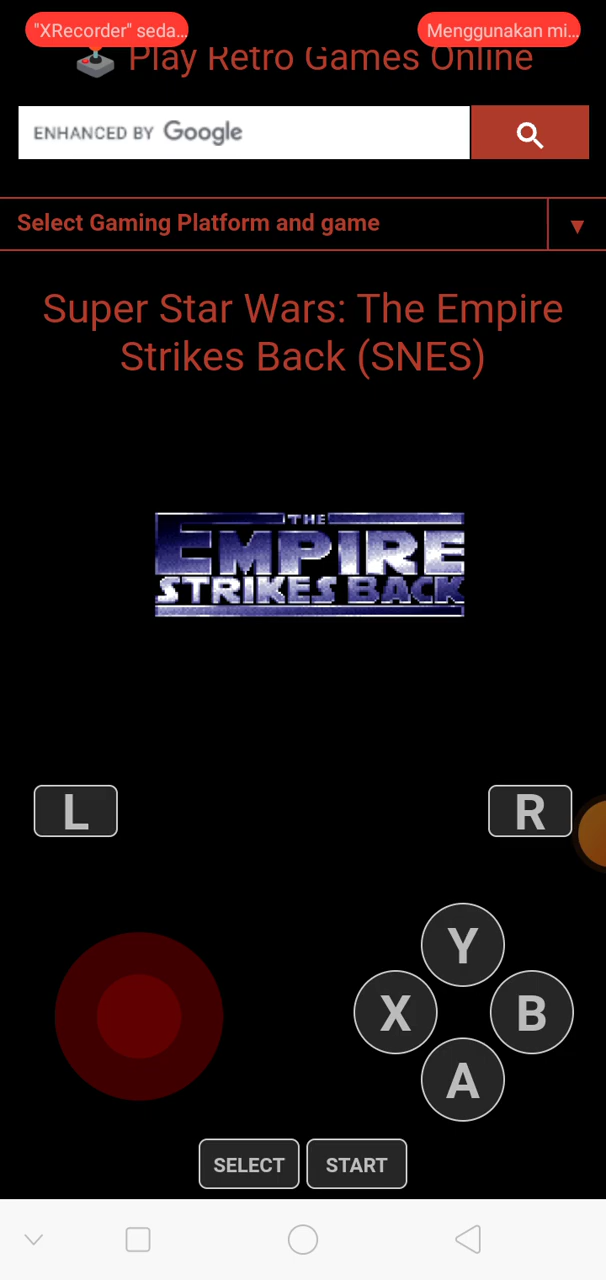 "XRecorder" seda...
Menggunakan mi...
Play Retro Games Online
ENHANCED BY Google
Select Gaming Platform and game
▼
Super Star Wars: The Empire
Strikes Back (SNES)
THE
EMPIRE
STRIKES BACK
L
R
Y
X
B
A
SELECT
START